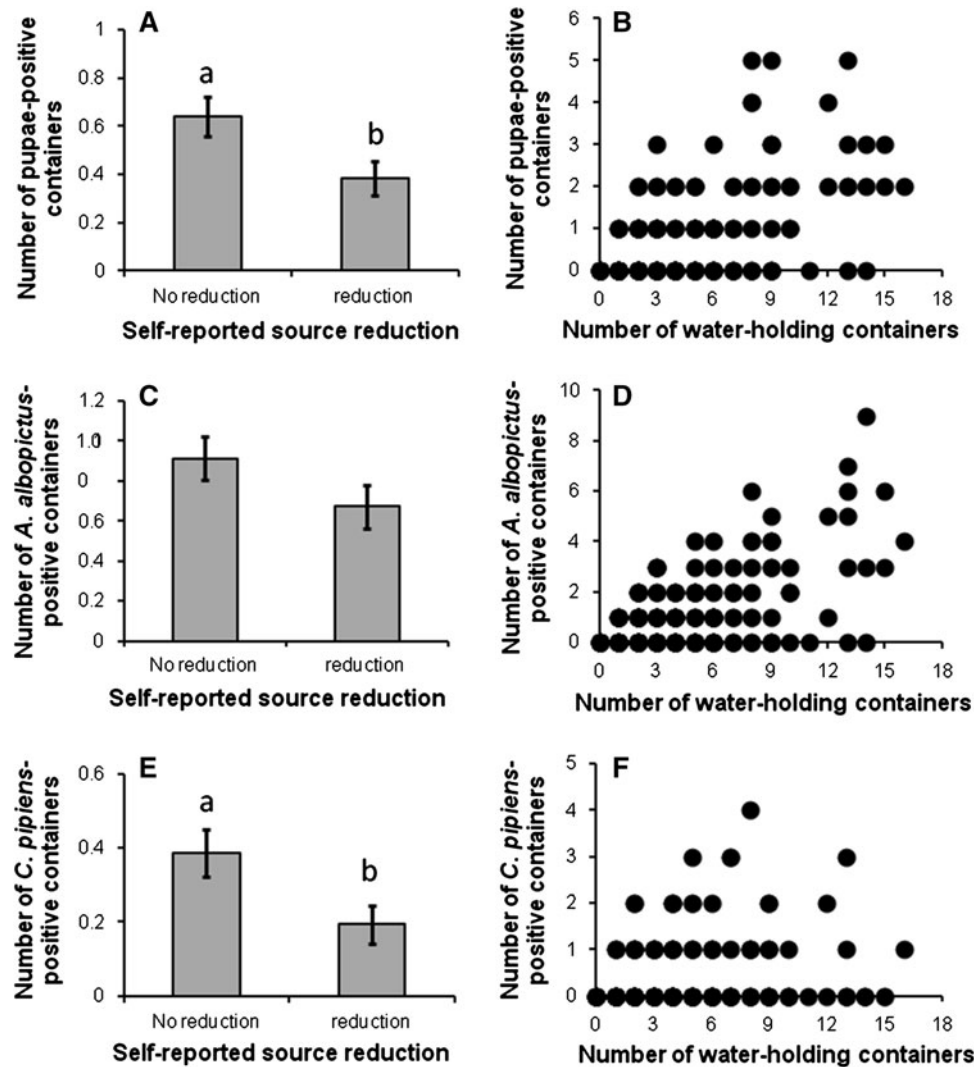 A
Number of pupae-positive
containers
1
0.8
0.6
0.4
0.2
0
a
b
No reduction
reduction
Self-reported source reduction
B
Number of pupae-positive
containers
6
5
4
3
2
1
0
0 3 6 9 12 15 18
Number of water-holding containers
C
Number of A. albopictus-
positive containers
1.2
1.0
0
0.6
0.4
0.2
0
No reduction
reduction
Self-reported source reduction
D
Number of A. albopictus-
positive containers
10
8
6
4
2
0
0 3 6 9 12 15 18
Number of water-holding containers
E
Number of C. pipiens-
positive containers
0.6
0.4
0.2
0
a
b
No reduction
reduction
Self-reported source reduction
F
Number of C. pipiens-
positive containers
5
4
3
2
1
0
0 3 6 9 12 15 18
Number of water-holding containers